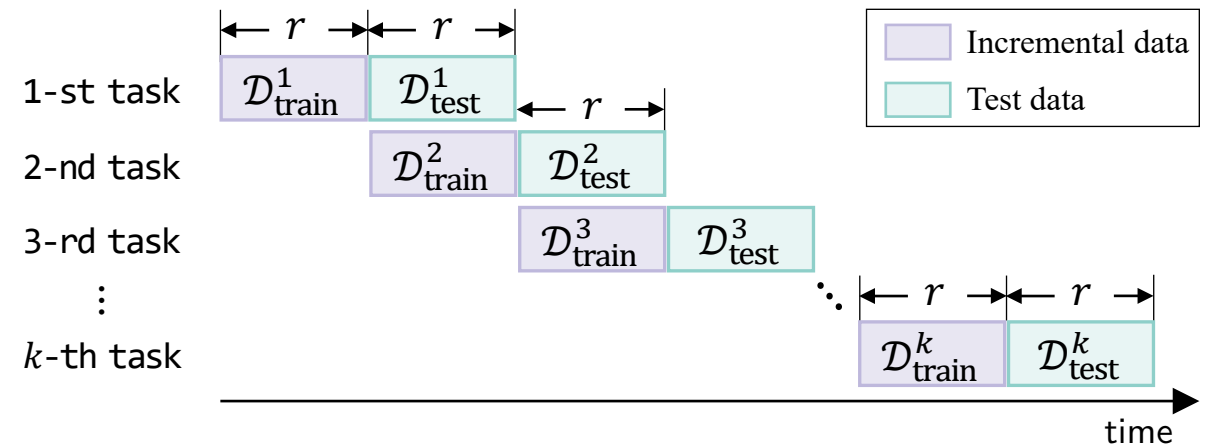 r r
Incremental data
Test data
1-st task 𝒟¹train 𝒟¹test
r
2-nd task 𝒟²train 𝒟²test
3-rd task 𝒟³train 𝒟³test
⋮ ⋱ r r
k-th task 𝒟ᵏtrain 𝒟ᵏtest
time